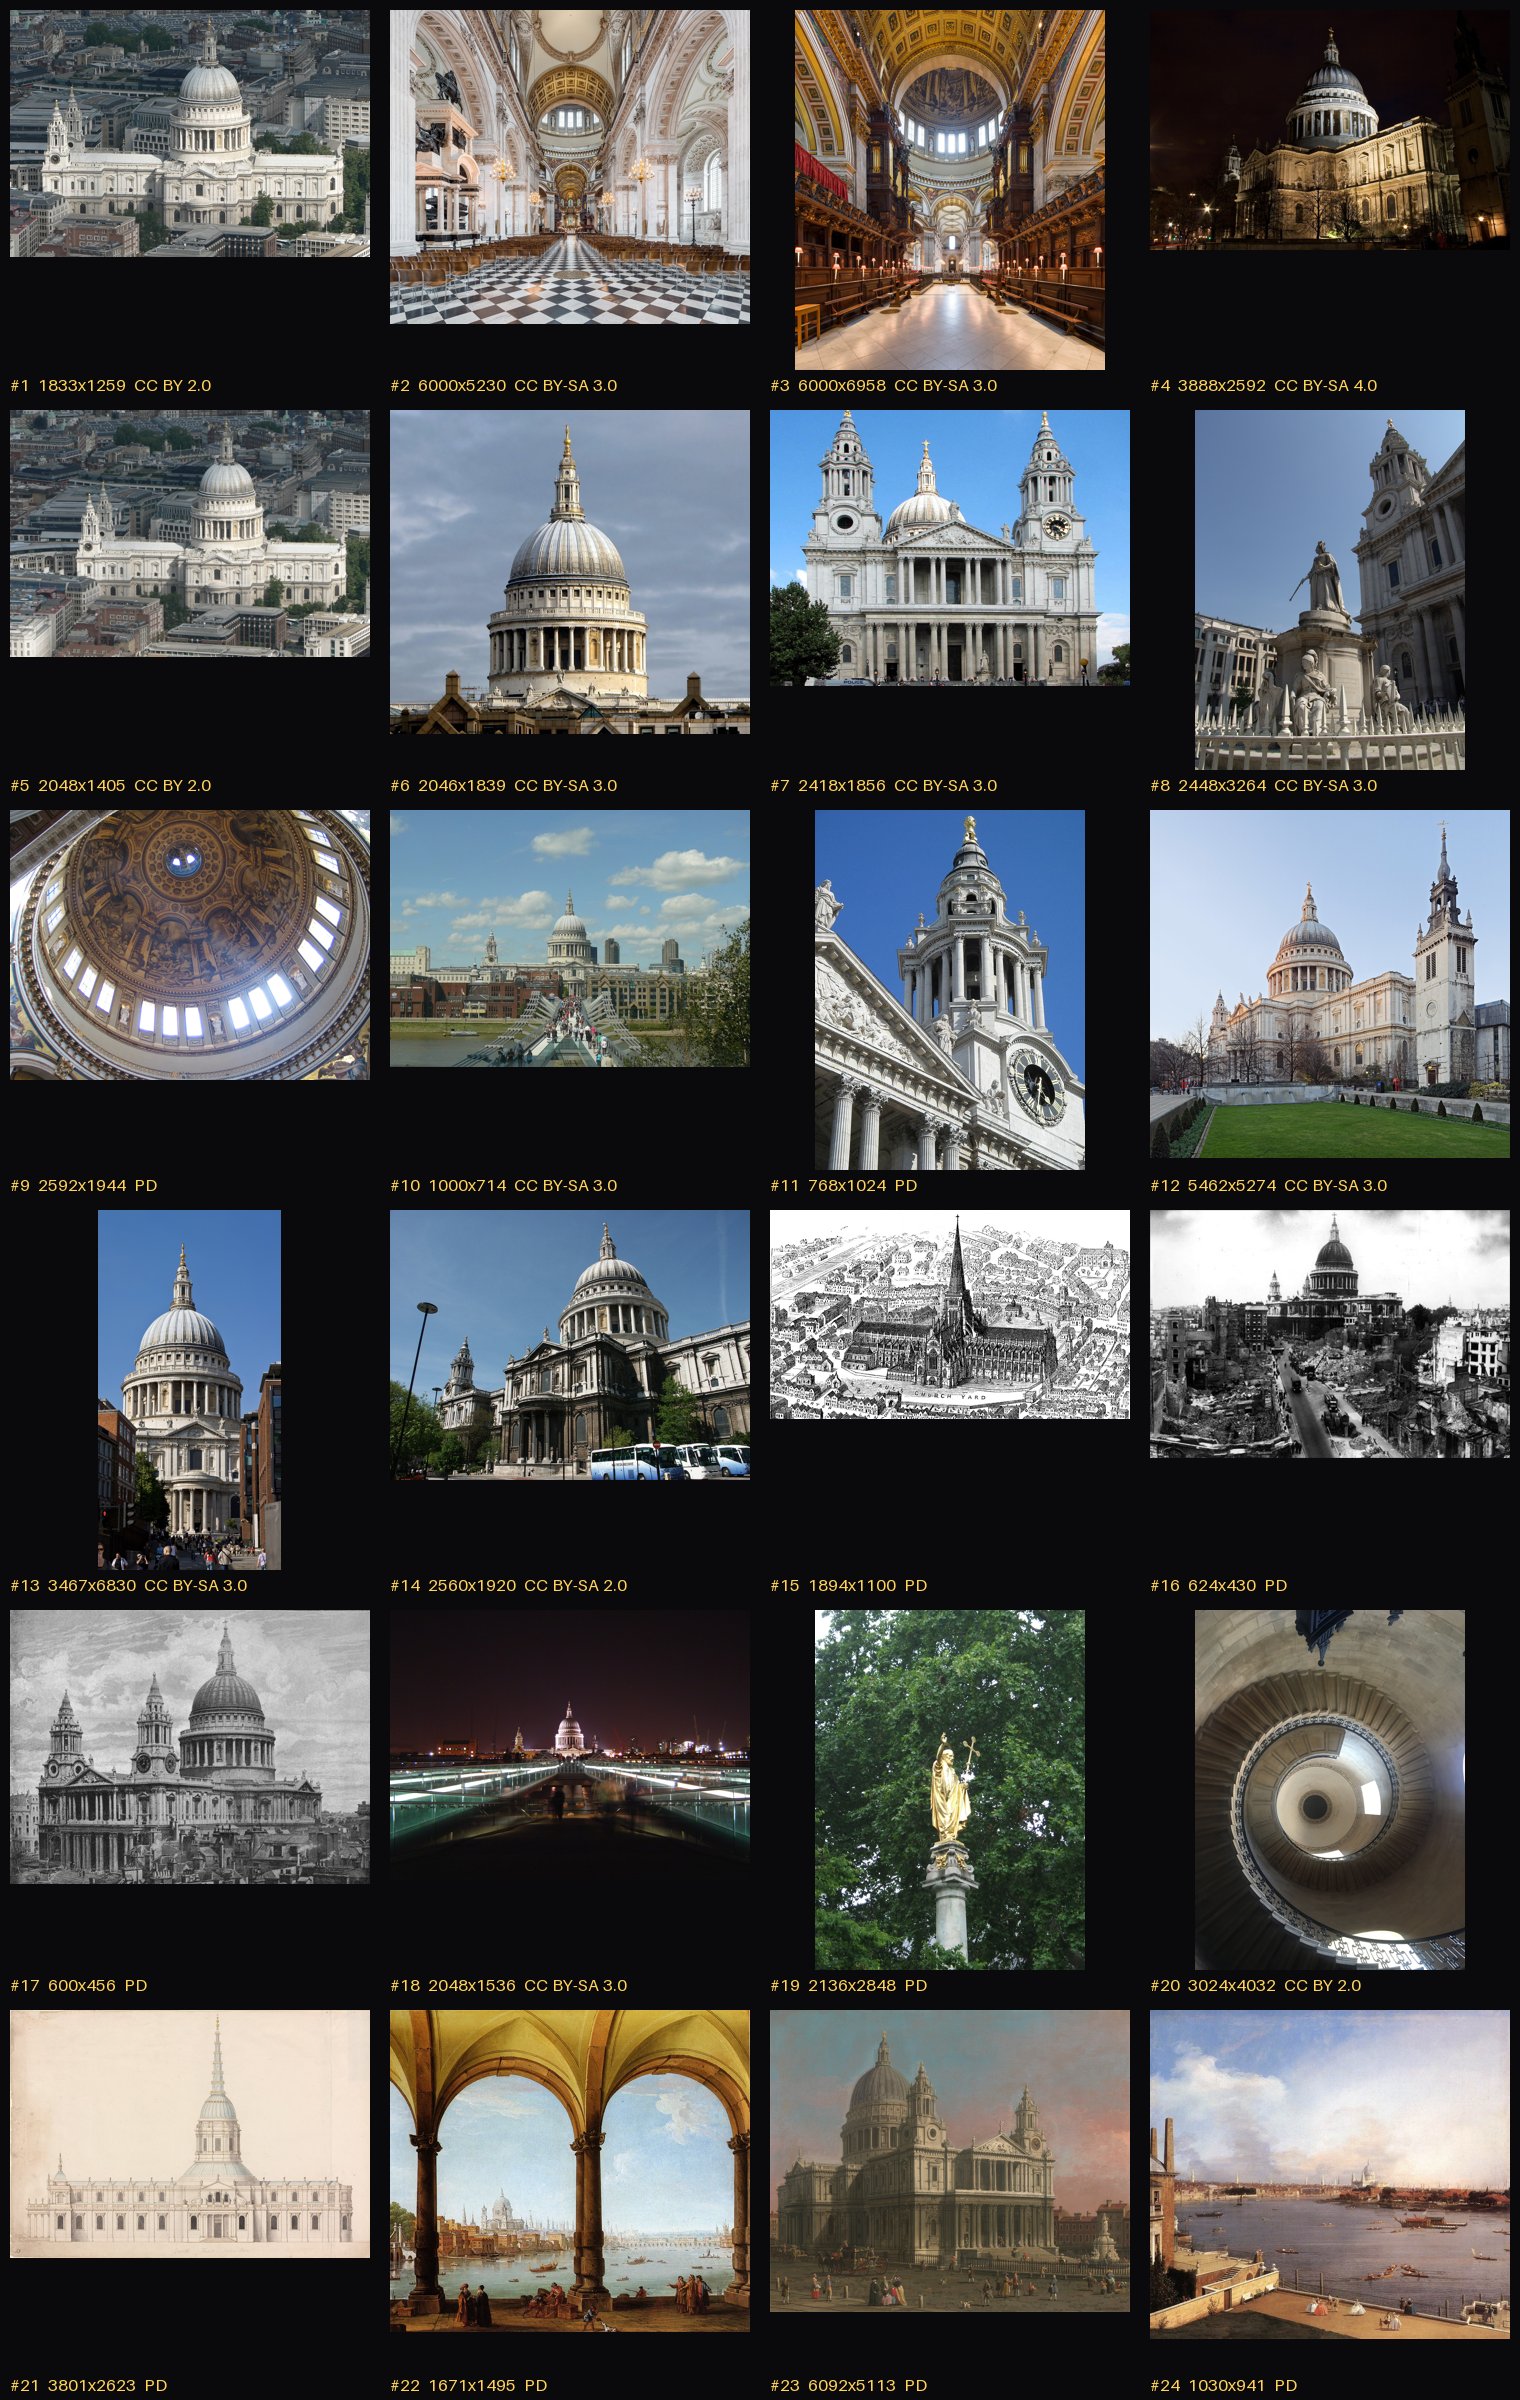 #1 1833x1259 CC BY 2.0
#2 6000x5230 CC BY-SA 3.0
#3 6000x6958 CC BY-SA 3.0
#4 3888x2592 CC BY-SA 4.0
#5 2048x1405 CC BY 2.0
#6 2046x1839 CC BY-SA 3.0
POLICE
#7 2418x1856 CC BY-SA 3.0
#8 2448x3264 CC BY-SA 3.0
#9 2592x1944 PD
#10 1000x714 CC BY-SA 3.0
#11 768x1024 PD
#12 5462x5274 CC BY-SA 3.0
#13 3467x6830 CC BY-SA 3.0
#14 2560x1920 CC BY-SA 2.0
CHURCH YARD
#15 1894x1100 PD
#16 624x430 PD
#17 600x456 PD
#18 2048x1536 CC BY-SA 3.0
#19 2136x2848 PD
#20 3024x4032 CC BY 2.0
#21 3801x2623 PD
#22 1671x1495 PD
#23 6092x5113 PD
#24 1030x941 PD